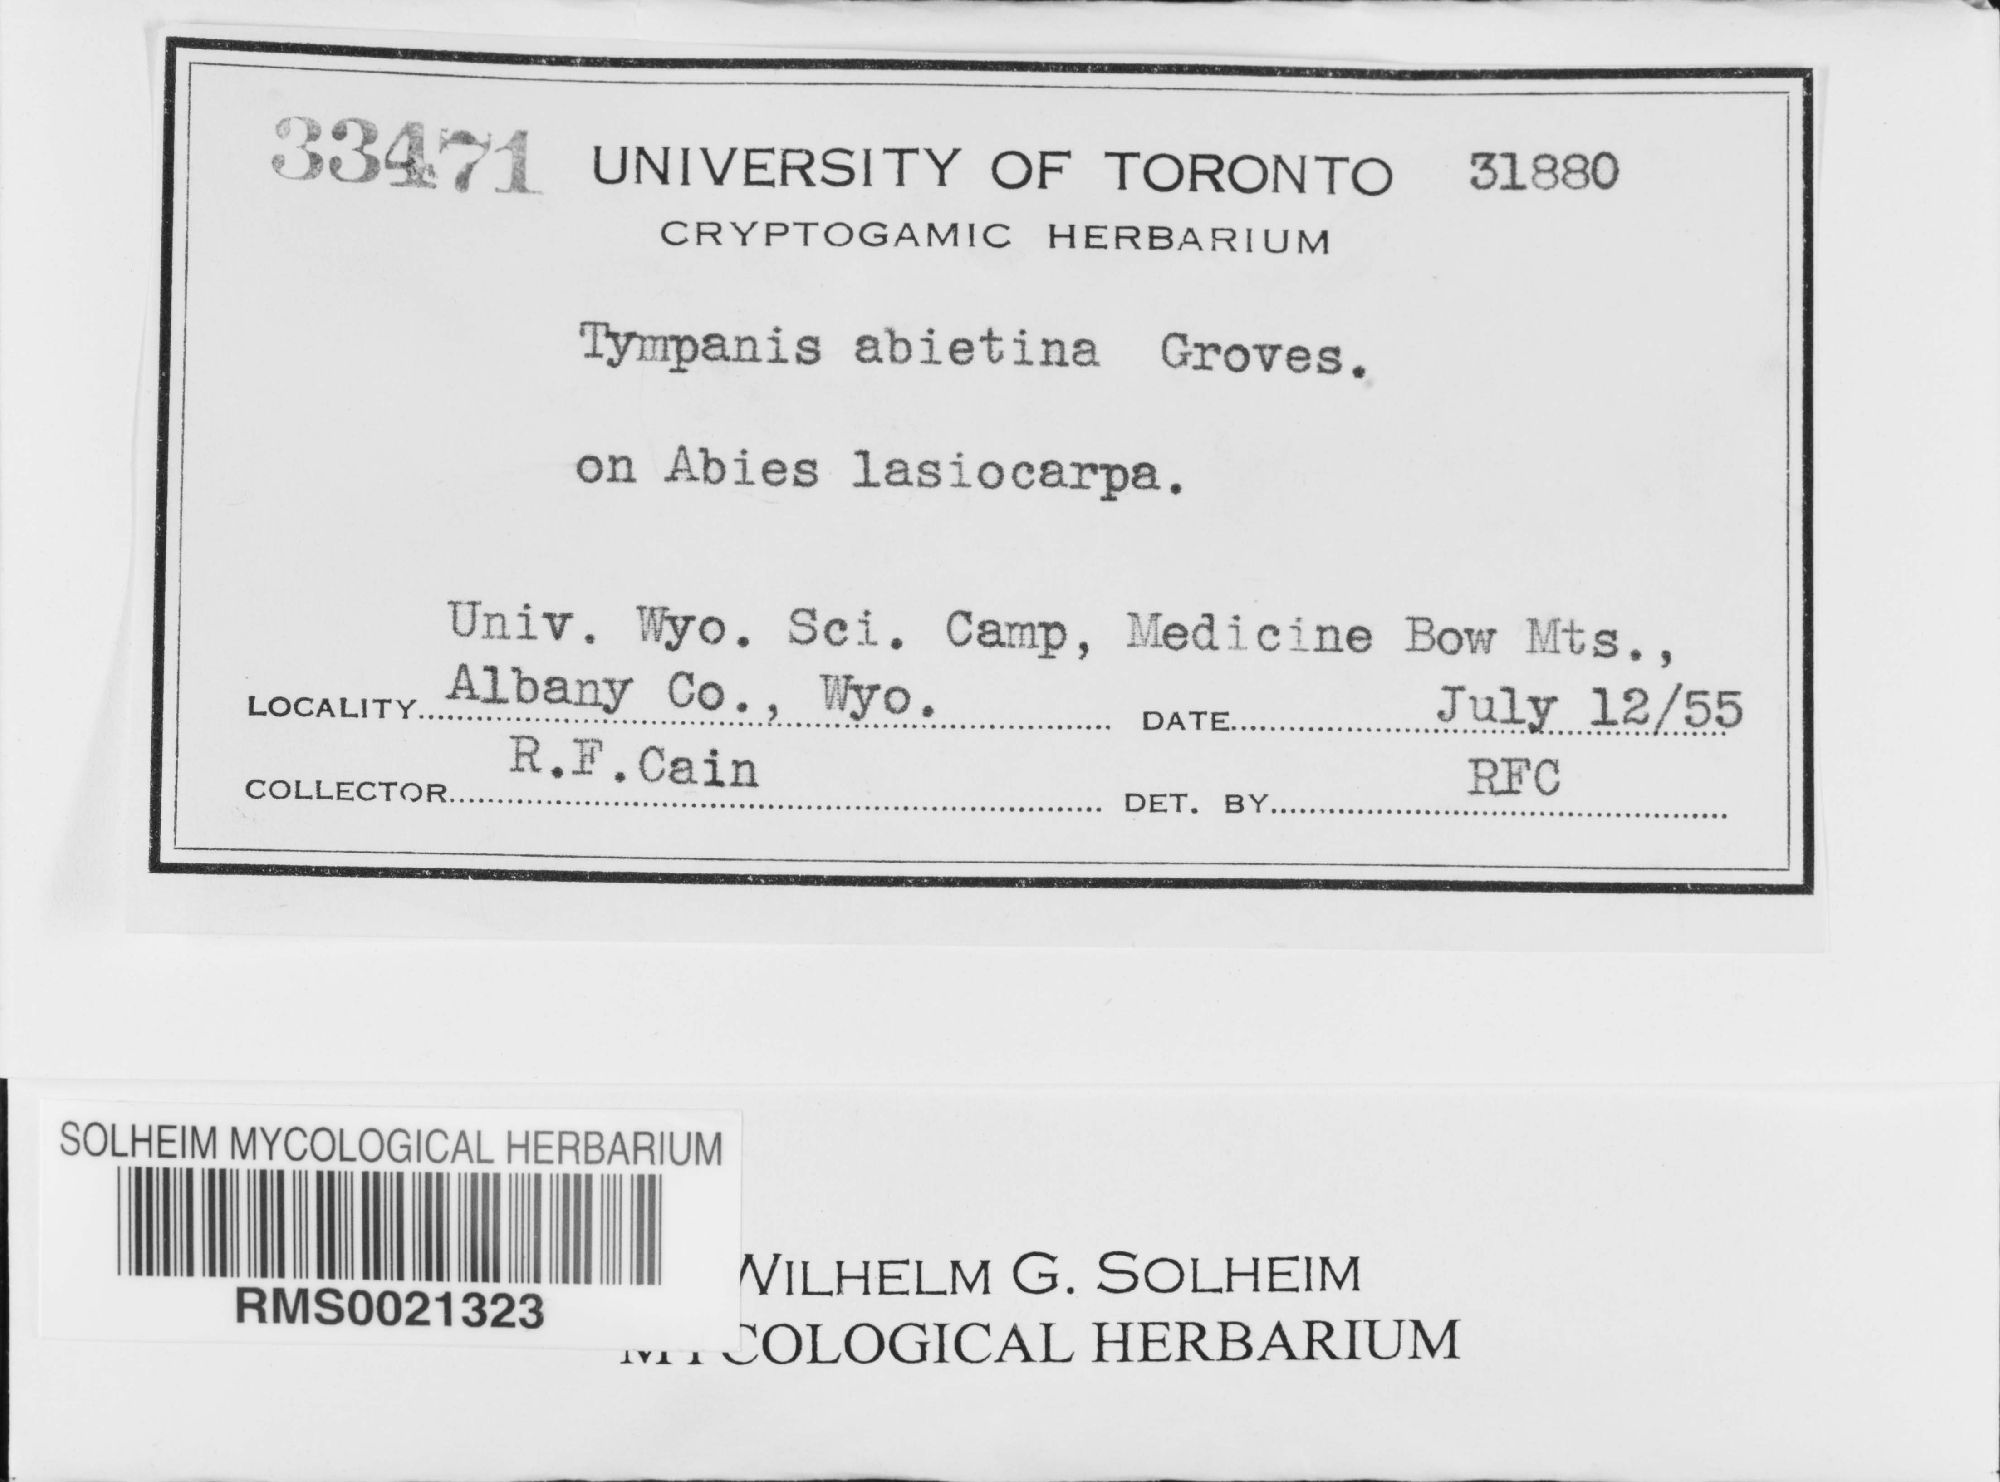 33471 UNIVERSITY OF TORONTO 31880
CRYPTOGAMIC HERBARIUM
Tympanis abietina Groves.
on Abies lasiocarpa.
Univ. Wyo. Sci. Camp, Medicine Bow Mts.,
LOCALITY Albany Co., Wyo. DATE July 12/55
COLLECTOR R.F.Cain DET. BY RFC
SOLHEIM MYCOLOGICAL HERBARIUM
RMS0021323
WILHELM G. SOLHEIM
MYCOLOGICAL HERBARIUM